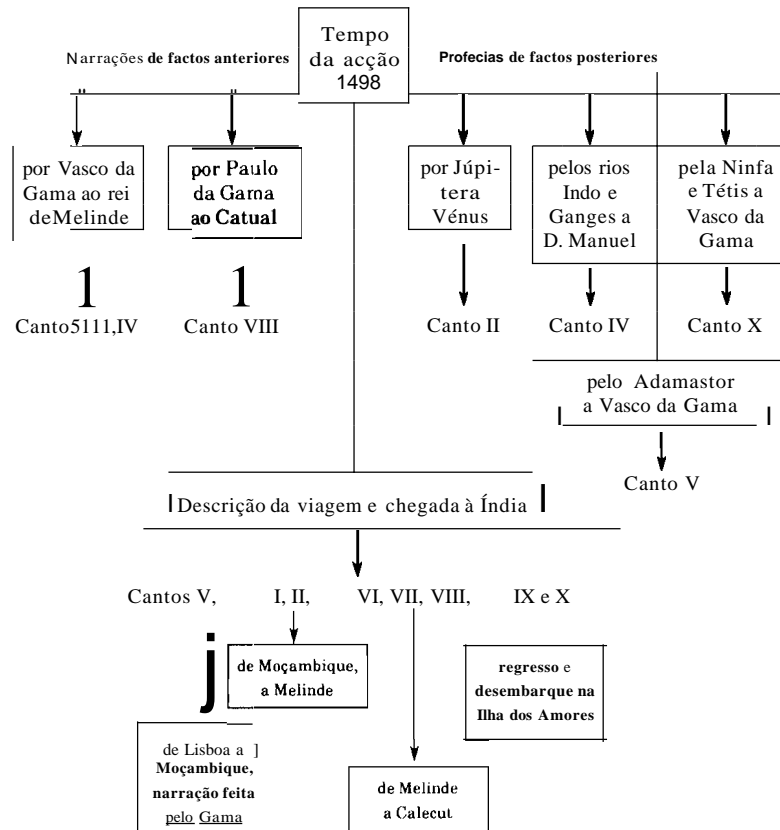 Tempo
da acção
1498
Narrações de factos anteriores
Profecias de factos posteriores
por Vasco da
Gama ao rei
deMelinde
por Paulo
da Gama
ao Catual
por Júpi-
tera
Vénus
pelos rios
Indo e
Ganges a
D. Manuel
pela Ninfa
e Tétis a
Vasco da
Gama
1
1
Canto5111,IV
Canto VIII
Canto II
Canto IV
Canto X
pelo Adamastor
a Vasco da Gama
Canto V
Descrição da viagem e chegada à Índia
Cantos V, I, II, VI, VII, VIII, IX e X
j
de Moçambique,
a Melinde
regresso e
desembarque na
Ilha dos Amores
de Lisboa a ]
Moçambique,
narração feita
pelo Gama
de Melinde
a Calecut